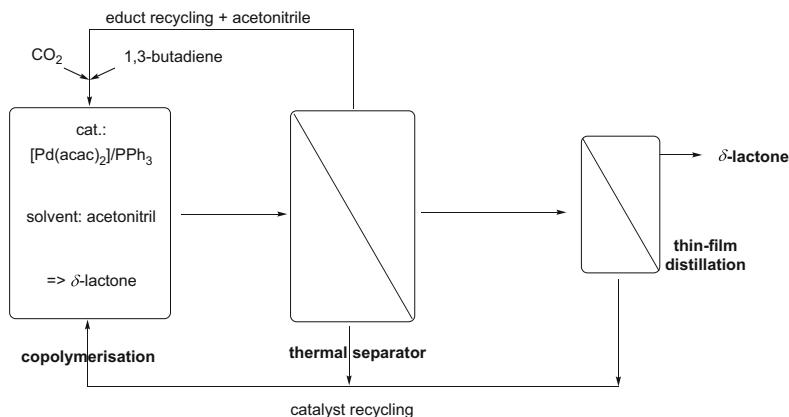 educt recycling + acetonitrile
CO2
1,3-butadiene
cat.:
[Pd(acac)2]/PPh3
solvent: acetonitril
=> δ-lactone
copolymerisation
thermal separator
δ-lactone
thin-film
distillation
catalyst recycling